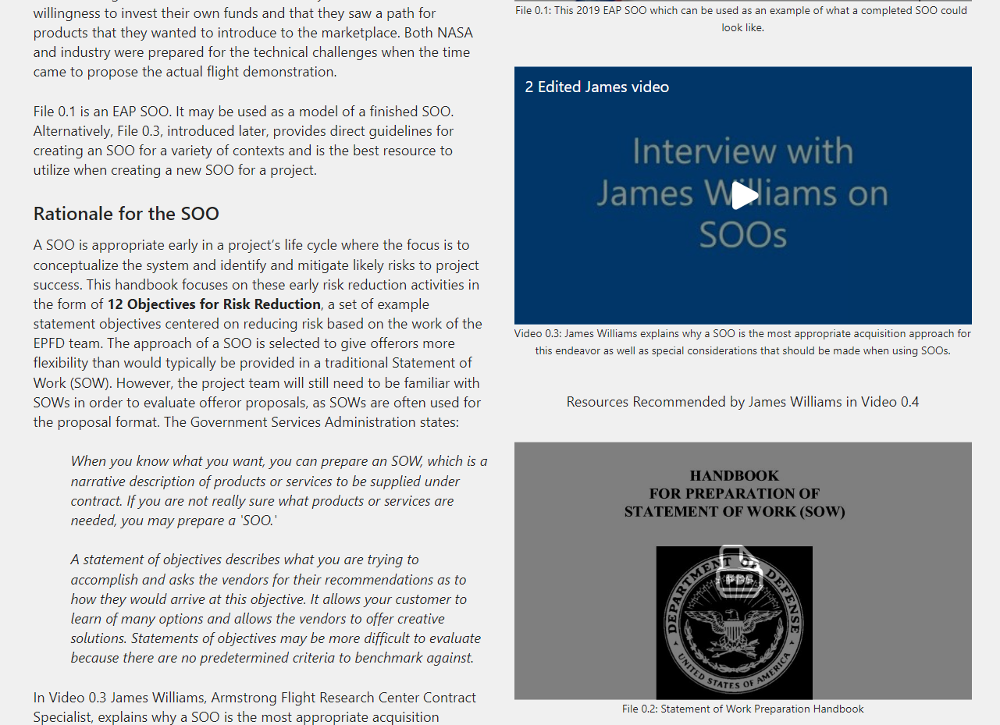 willingness to invest their own funds and that they saw a path for
products that they wanted to introduce to the marketplace. Both NASA
and industry were prepared for the technical challenges when the time
came to propose the actual flight demonstration.
File 0.1 is an EAP SOO. It may be used as a model of a finished SOO.
Alternatively, File 0.3, introduced later, provides direct guidelines for
creating an SOO for a variety of contexts and is the best resource to
utilize when creating a new SOO for a project.
Rationale for the SOO
A SOO is appropriate early in a project’s life cycle where the focus is to
conceptualize the system and identify and mitigate likely risks to project
success. This handbook focuses on these early risk reduction activities in
the form of 12 Objectives for Risk Reduction, a set of example
statement objectives centered on reducing risk based on the work of the
EPFD team. The approach of a SOO is selected to give offerors more
flexibility than would typically be provided in a traditional Statement of
Work (SOW). However, the project team will still need to be familiar with
SOWs in order to evaluate offeror proposals, as SOWs are often used for
the proposal format. The Government Services Administration states:
When you know what you want, you can prepare an SOW, which is a
narrative description of products or services to be supplied under
contract. If you are not really sure what products or services are
needed, you may prepare a 'SOO.'
A statement of objectives describes what you are trying to
accomplish and asks the vendors for their recommendations as to
how they would arrive at this objective. It allows your customer to
learn of many options and allows the vendors to offer creative
solutions. Statements of objectives may be more difficult to evaluate
because there are no predetermined criteria to benchmark against.
In Video 0.3 James Williams, Armstrong Flight Research Center Contract
Specialist, explains why a SOO is the most appropriate acquisition
File 0.1: This 2019 EAP SOO which can be used as an example of what a completed SOO could
look like.
2 Edited James video
Interview with
James Williams on
SOOs
Video 0.3: James Williams explains why a SOO is the most appropriate acquisition approach for
this endeavor as well as special considerations that should be made when using SOOs.
Resources Recommended by James Williams in Video 0.4
HANDBOOK
FOR PREPARATION OF
STATEMENT OF WORK (SOW)
DEPARTMENT OF DEFENSE
UNITED STATES OF AMERICA
File 0.2: Statement of Work Preparation Handbook